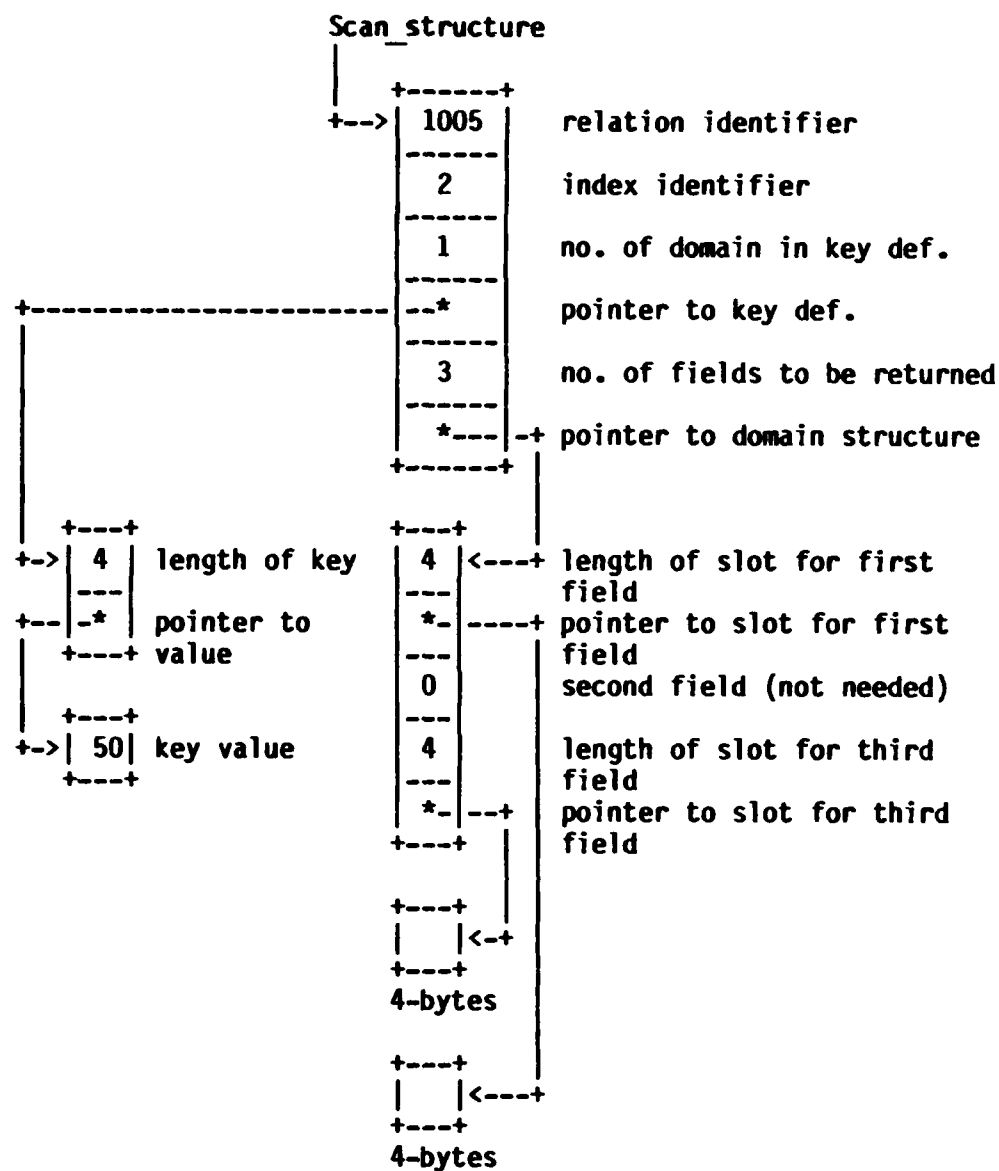 Scan_structure
1005 relation identifier
2 index identifier
1 no. of domain in key def.
* pointer to key def.
3 no. of fields to be returned
* pointer to domain structure
4 length of key
* pointer to
value
50 key value
4 length of slot for first
field
* pointer to slot for first
field
0 second field (not needed)
4 length of slot for third
field
* pointer to slot for third
field
4-bytes
4-bytes